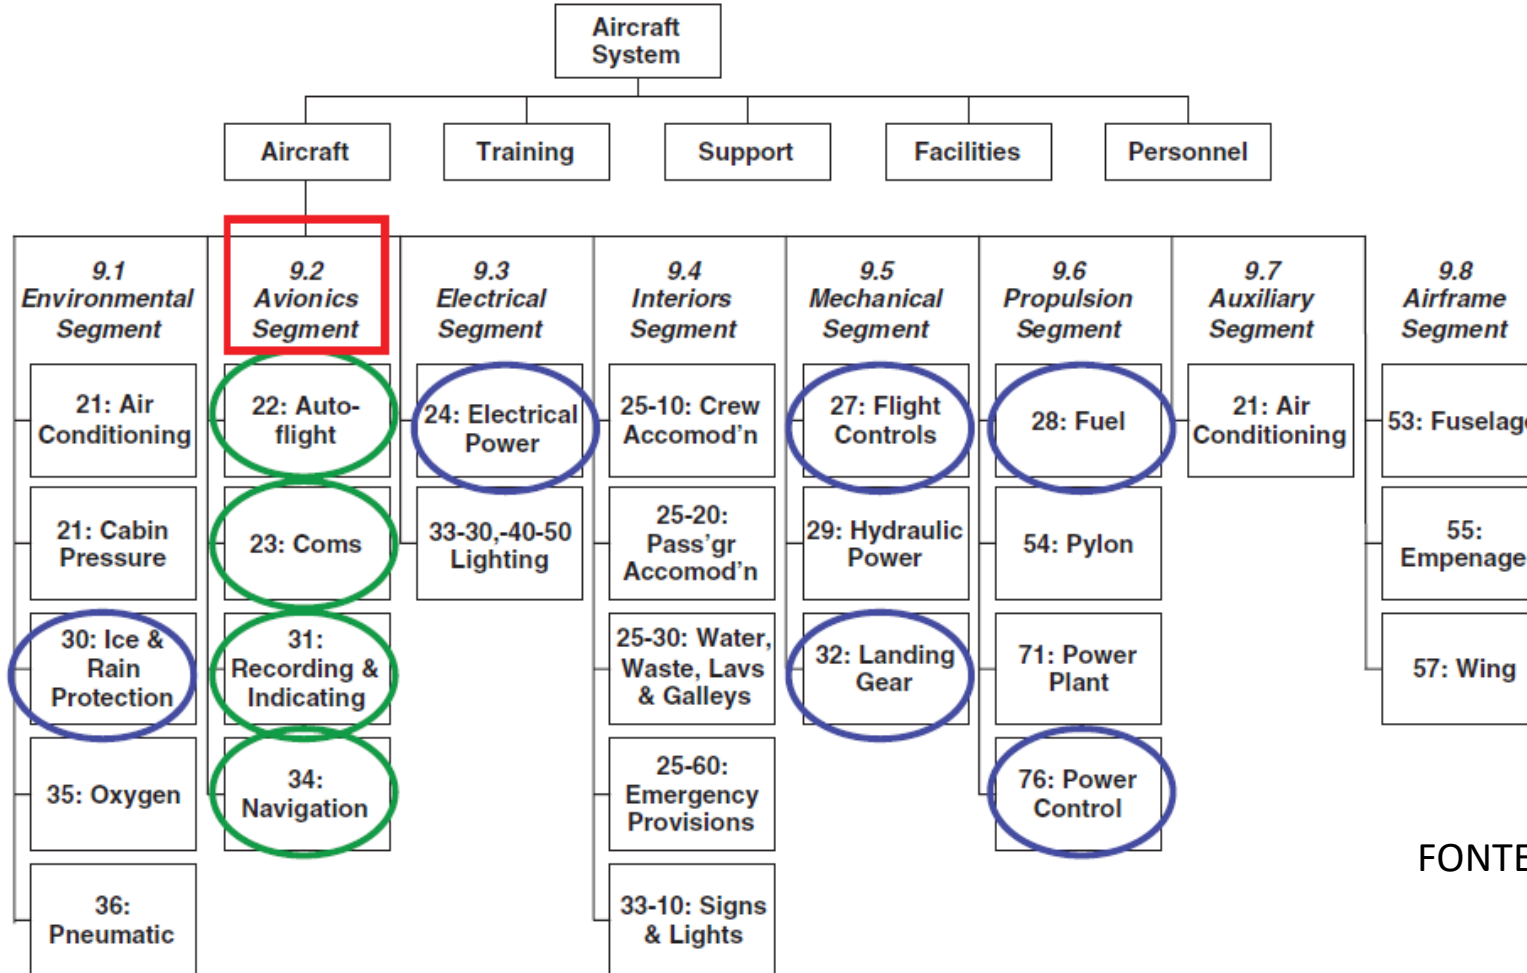 Aircraft
System
Aircraft
Training
Support
Facilities
Personnel
9.1
Environmental
Segment
9.2
Avionics
Segment
9.3
Electrical
Segment
9.4
Interiors
Segment
9.5
Mechanical
Segment
9.6
Propulsion
Segment
9.7
Auxiliary
Segment
9.8
Airframe
Segment
21: Air
Conditioning
21: Cabin
Pressure
30: Ice &
Rain
Protection
35: Oxygen
36:
Pneumatic
22: Auto-
flight
23: Coms
31:
Recording &
Indicating
34:
Navigation
24: Electrical
Power
33-30,-40-50
Lighting
25-10: Crew
Accomod'n
25-20:
Pass'gr
Accomod'n
25-30: Water,
Waste, Lavs
& Galleys
25-60:
Emergency
Provisions
33-10: Signs
& Lights
27: Flight
Controls
29: Hydraulic
Power
32: Landing
Gear
28: Fuel
54: Pylon
71: Power
Plant
76: Power
Control
21: Air
Conditioning
53: Fuselage
55:
Empenage
57: Wing
FONTE